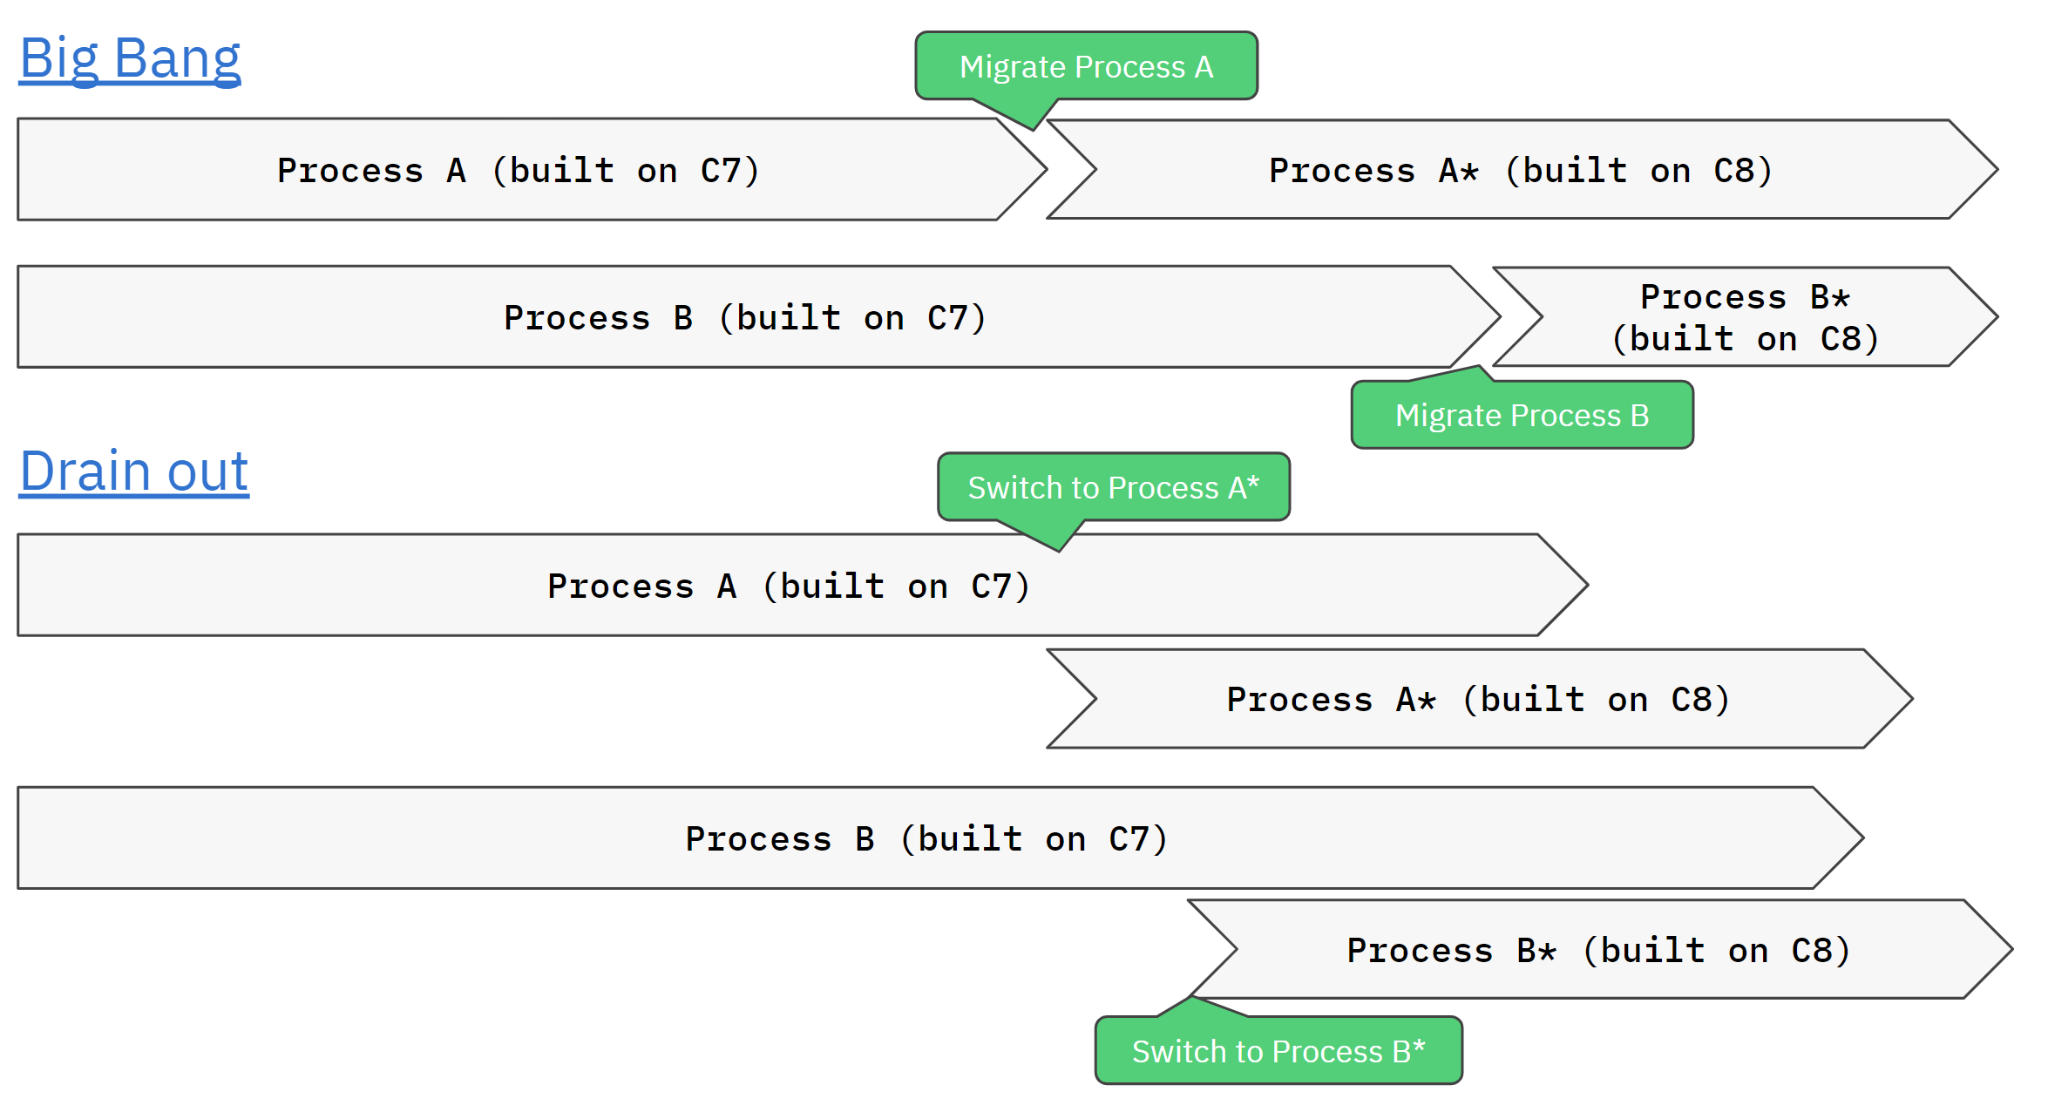 Big Bang
Migrate Process A
Process A (built on C7)
Process A* (built on C8)
Process B (built on C7)
Process B*
(built on C8)
Migrate Process B
Drain out
Switch to Process A*
Process A (built on C7)
Process A* (built on C8)
Process B (built on C7)
Process B* (built on C8)
Switch to Process B*